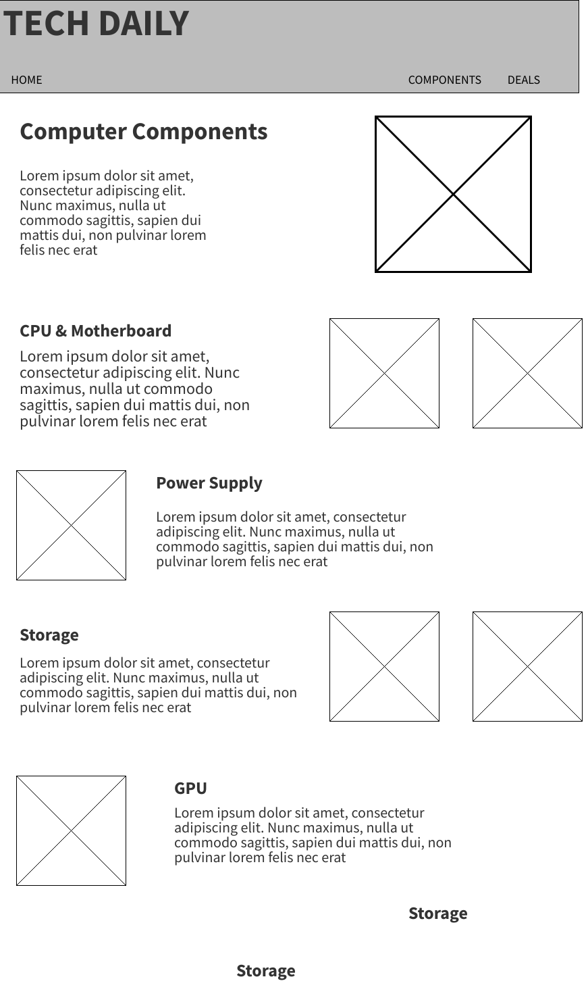 TECH DAILY
HOME
COMPONENTS
DEALS
Computer Components
Lorem ipsum dolor sit amet,
consectetur adipiscing elit.
Nunc maximus, nulla ut
commodo sagittis, sapien dui
mattis dui, non pulvinar lorem
felis nec erat
CPU & Motherboard
Lorem ipsum dolor sit amet,
consectetur adipiscing elit. Nunc
maximus, nulla ut commodo
sagittis, sapien dui mattis dui, non
pulvinar lorem felis nec erat
Power Supply
Lorem ipsum dolor sit amet, consectetur
adipiscing elit. Nunc maximus, nulla ut
commodo sagittis, sapien dui mattis dui, non
pulvinar lorem felis nec erat
Storage
Lorem ipsum dolor sit amet, consectetur
adipiscing elit. Nunc maximus, nulla ut
commodo sagittis, sapien dui mattis dui, non
pulvinar lorem felis nec erat
GPU
Lorem ipsum dolor sit amet, consectetur
adipiscing elit. Nunc maximus, nulla ut
commodo sagittis, sapien dui mattis dui, non
pulvinar lorem felis nec erat
Storage
Storage